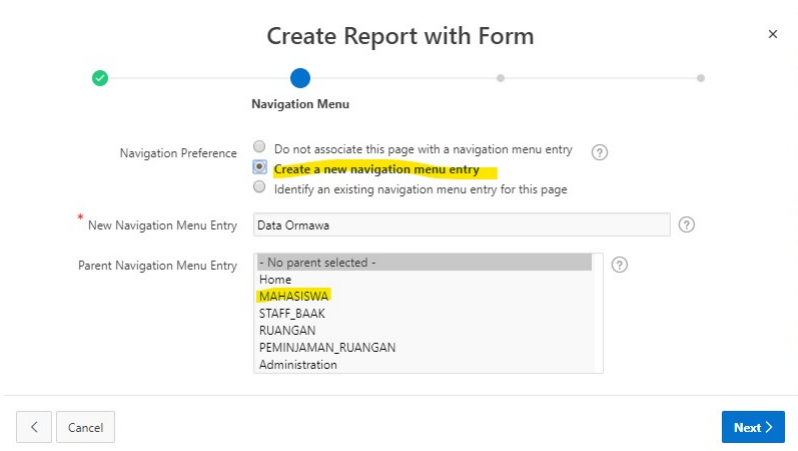 Create Report with Form
×
Navigation Menu
Navigation Preference
Do not associate this page with a navigation menu entry
?
Create a new navigation menu entry
Identify an existing navigation menu entry for this page
* New Navigation Menu Entry
Data Ormawa
?
Parent Navigation Menu Entry
- No parent selected -
?
Home
MAHASISWA
STAFF_BAAK
RUANGAN
PEMINJAMAN_RUANGAN
Administration
<
Cancel
Next >